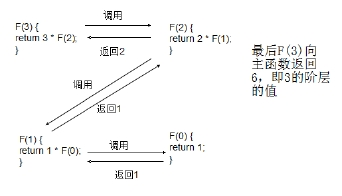 调用
F(3) {
return 3 * F(2);
}
F(2) {
return 2 * F(1);
}
返回2
最后F(3)向
主函数返回
6，即3的阶层
的值
调用
返回1
F(1) {
return 1 * F(0);
}
调用
F(0) {
return 1;
}
返回1